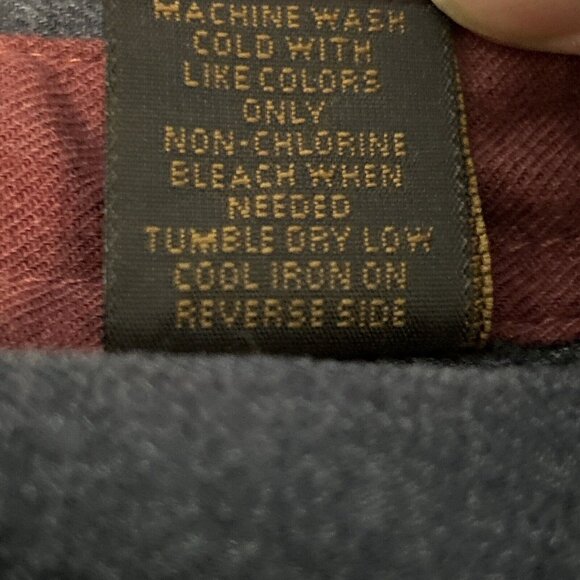 MACHINE WASH
COLD WITH
LIKE COLORS
ONLY
NON-CHLORINE
BLEACH WHEN
NEEDED
TUMBLE DRY LOW
COOL IRON ON
REVERSE SIDE